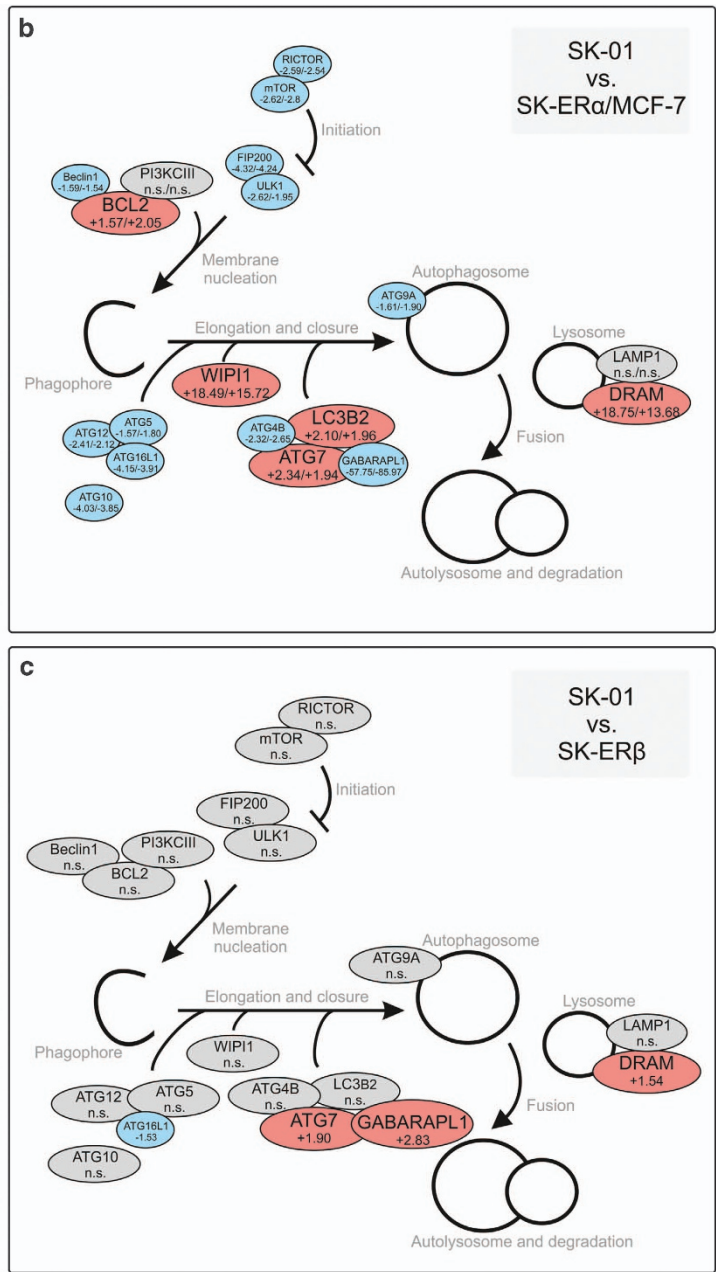 b
SK-01
vs.
SK-ERα/MCF-7
RICTOR
-2.59/-2.54
mTOR
-2.62/-2.8
Initiation
FIP200
-4.32/-4.24
ULK1
-2.62/-1.95
Beclin1
-1.59/-1.54
PI3KCIII
n.s./n.s.
BCL2
+1.57/+2.05
Membrane
nucleation
Phagophore
Elongation and closure
ATG9A
-1.61/-1.90
Autophagosome
Lysosome
LAMP1
n.s./n.s.
DRAM
+18.75/+13.68
WIPI1
+18.49/+15.72
ATG12
-2.41/-2.12
ATG5
-1.57/-1.80
ATG16L1
-4.15/-3.91
ATG10
-4.03/-3.85
ATG4B
-2.32/-2.65
LC3B2
+2.10/+1.96
ATG7
+2.34/+1.94
GABARAPL1
-57.75/-85.97
Fusion
Autolysosome and degradation
c
SK-01
vs.
SK-ERβ
RICTOR
n.s.
mTOR
n.s.
Initiation
FIP200
n.s.
ULK1
n.s.
Beclin1
n.s.
PI3KCIII
n.s.
BCL2
n.s.
Membrane
nucleation
Phagophore
Elongation and closure
ATG9A
n.s.
Autophagosome
Lysosome
LAMP1
n.s.
DRAM
+1.54
WIPI1
n.s.
ATG12
n.s.
ATG5
n.s.
ATG16L1
-1.53
ATG10
n.s.
ATG4B
n.s.
LC3B2
n.s.
ATG7
+1.90
GABARAPL1
+2.83
Fusion
Autolysosome and degradation